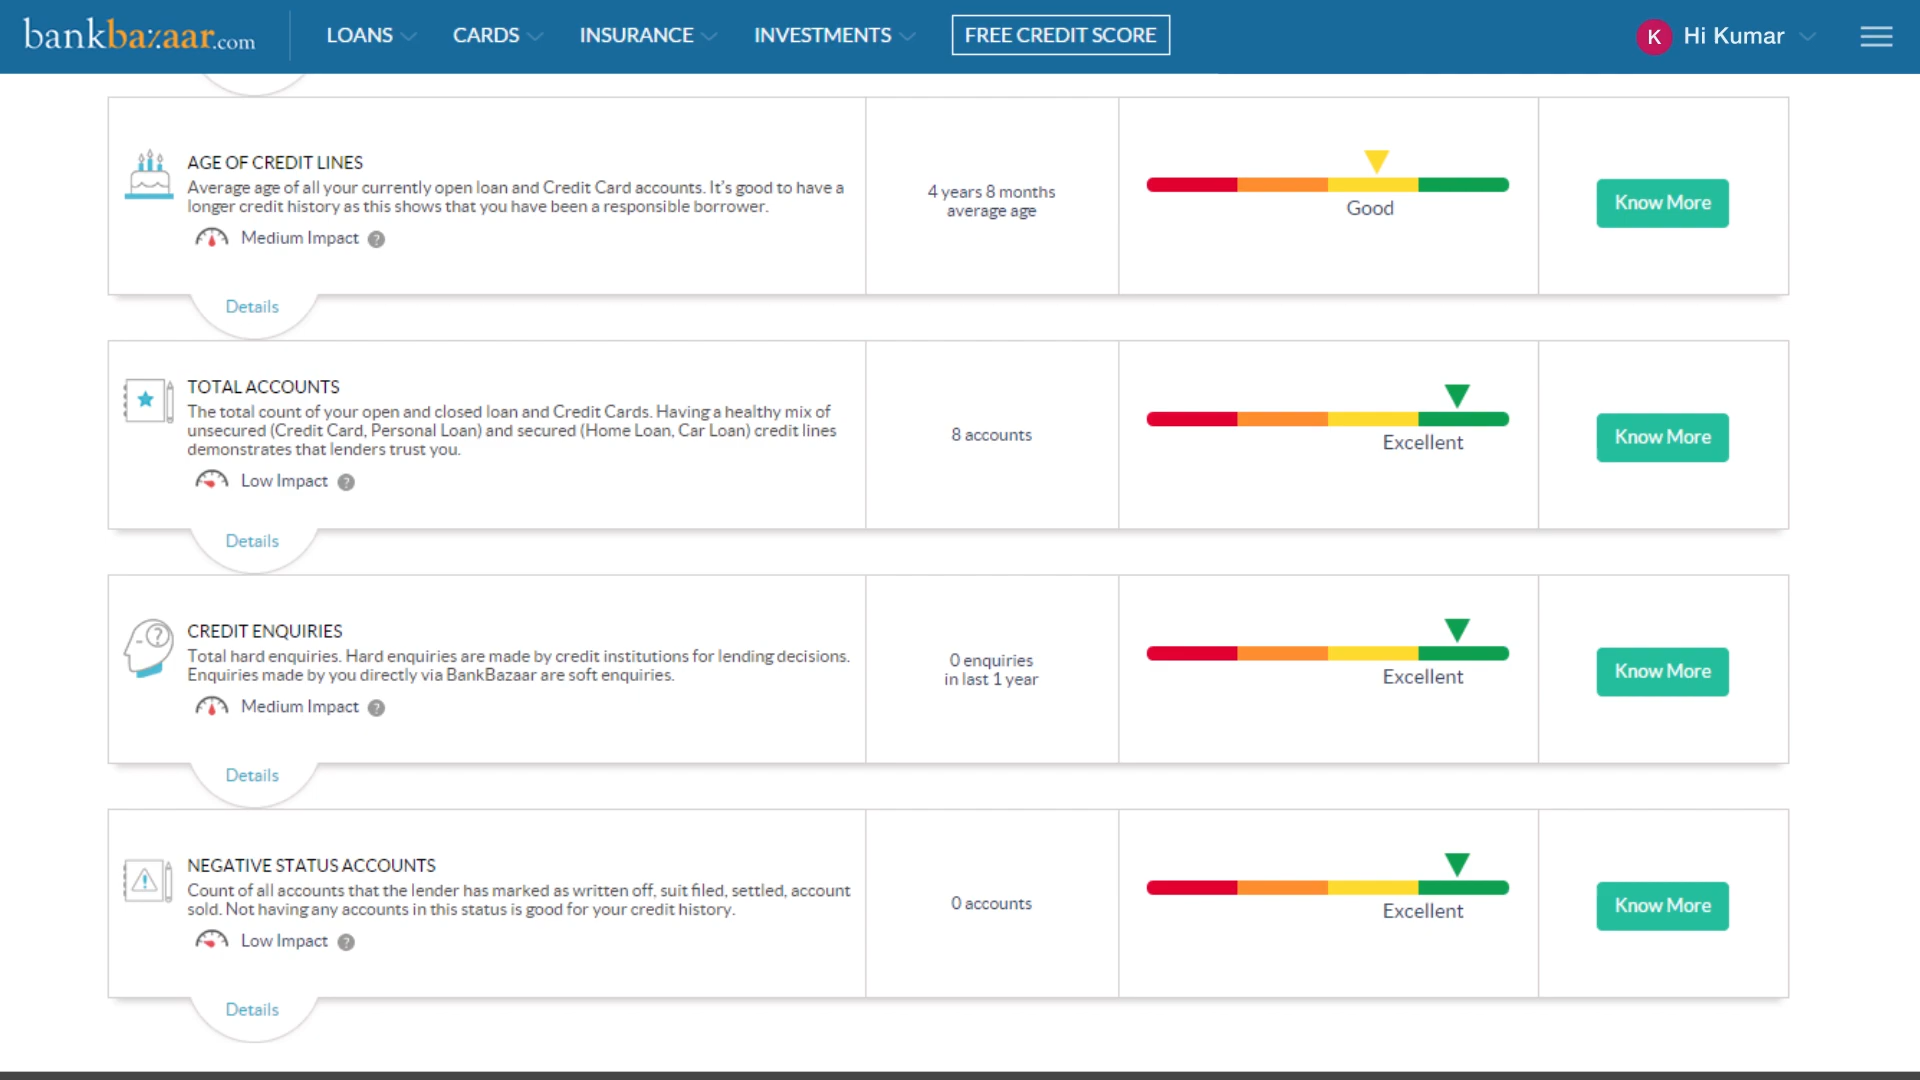 bankbazaar.com LOANS CARDS INSURANCE INVESTMENTS FREE CREDIT SCORE K Hi Kumar
AGE OF CREDIT LINES
Average age of all your currently open loan and Credit Card accounts. It's good to have a
longer credit history as this shows that you have been a responsible borrower.
Medium Impact ?
4 years 8 months
average age
Good
Know More
Details
TOTAL ACCOUNTS
The total count of your open and closed loan and Credit Cards. Having a healthy mix of
unsecured (Credit Card, Personal Loan) and secured (Home Loan, Car Loan) credit lines
demonstrates that lenders trust you.
Low Impact ?
8 accounts
Excellent
Know More
Details
CREDIT ENQUIRIES
Total hard enquiries. Hard enquiries are made by credit institutions for lending decisions.
Enquiries made by you directly via BankBazaar are soft enquiries.
Medium Impact ?
0 enquiries
in last 1 year
Excellent
Know More
Details
NEGATIVE STATUS ACCOUNTS
Count of all accounts that the lender has marked as written off, suit filed, settled, account
sold. Not having any accounts in this status is good for your credit history.
Low Impact ?
0 accounts
Excellent
Know More
Details